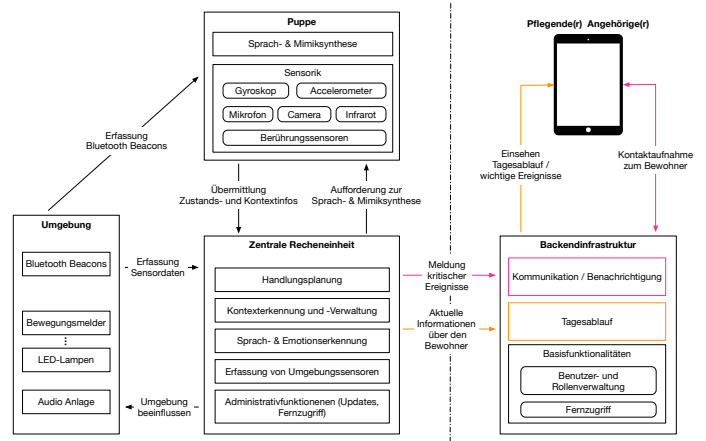 Puppe
Sprach- & Mimiksynthese
Sensorik
Gyroskop
Accelerometer
Mikrofon
Camera
Infrarot
Berührungssensoren
Pflegende(r) Angehörige(r)
Erfassung
Bluetooth Beacons
Einsehen
Tagesablauf /
wichtige Ereignisse
Kontaktaufnahme
zum Bewohner
Übermittlung
Zustands- und Kontextinfos
Aufforderung zur
Sprach- & Mimiksynthese
Umgebung
Bluetooth Beacons
Bewegungsmelder
LED-Lampen
Audio Anlage
Erfassung
Sensordaten
Umgebung
beeinflussen
Zentrale Recheneinheit
Handlungsplanung
Kontexterkennung und -Verwaltung
Sprach- & Emotionserkennung
Erfassung von Umgebungssensoren
Administrativfunktionenen (Updates,
Fernzugriff)
Meldung
kritischer
Ereignisse
Aktuelle
Informationen
über den
Bewohner
Backendinfrastruktur
Kommunikation / Benachrichtigung
Tagesablauf
Basisfunktionalitäten
Benutzer- und
Rollenverwaltung
Fernzugriff